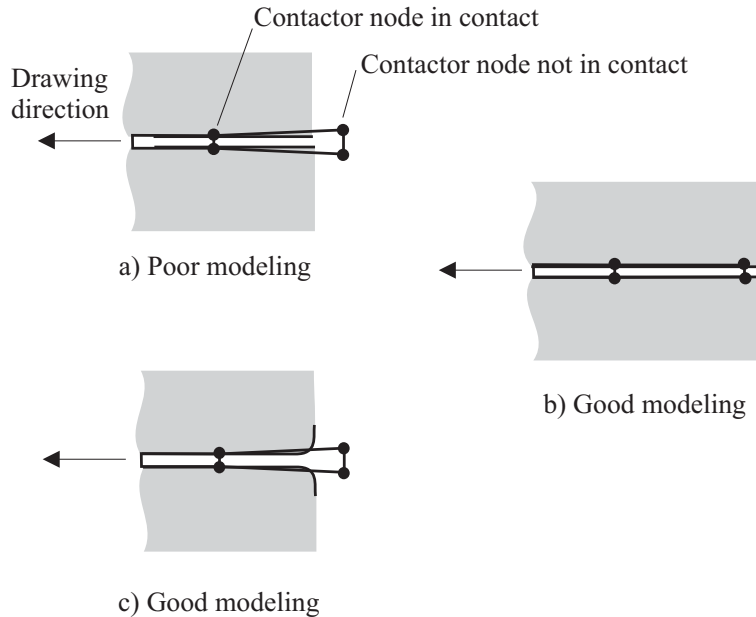 Contactor node in contact
Contactor node not in contact
Drawing
direction
a) Poor modeling
b) Good modeling
c) Good modeling